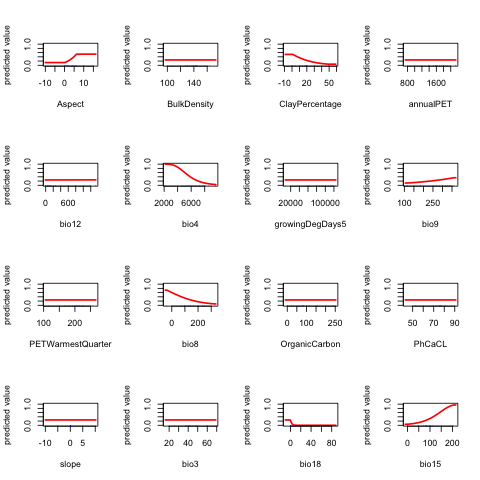 predicted value
0.0 1.0
-10 0 10
Aspect
predicted value
0.0 1.0
100 140
BulkDensity
predicted value
0.0 1.0
-10 20 50
ClayPercentage
predicted value
0.0 1.0
800 1600
annualPET
predicted value
0.0 1.0
0 600
bio12
predicted value
0.0 1.0
2000 6000
bio4
predicted value
0.0 1.0
20000 100000
growingDegDays5
predicted value
0.0 1.0
100 250
bio9
predicted value
0.0 1.0
100 200
PETWarmestQuarter
predicted value
0.0 1.0
0 200
bio8
predicted value
0.0 1.0
0 50 150 250
OrganicCarbon
predicted value
0.0 1.0
50 70 90
PhCaCL
predicted value
0.0 1.0
-10 0 5
slope
predicted value
0.0 1.0
20 40 60
bio3
predicted value
0.0 1.0
0 40 80
bio18
predicted value
0.0 1.0
0 100 200
bio15